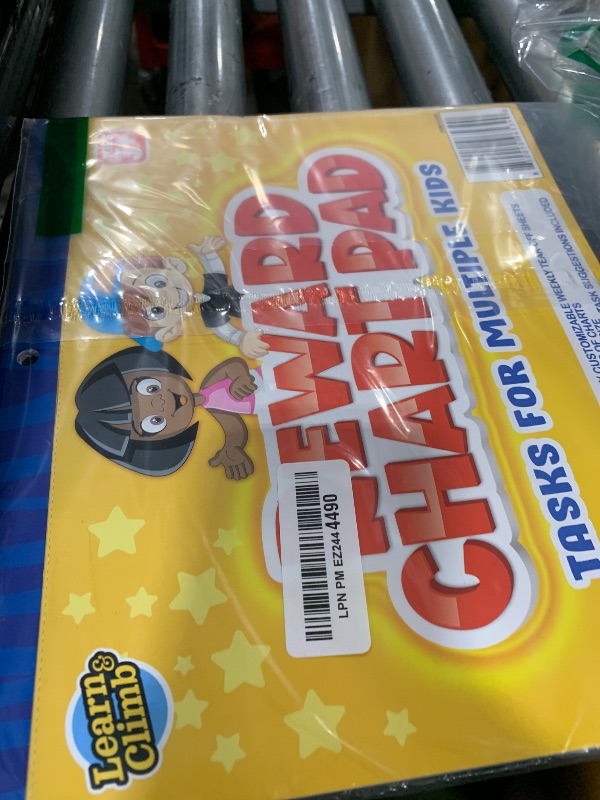 REWARD
CHART PAD
TASKS FOR MULTIPLE KIDS
CUSTOMIZABLE WEEKLY TEAR OFF SHEETS
OF CHARTS
TASK SUGGESTIONS INCLUDED
LPN PM EZ244 4490
Learn &
Climb